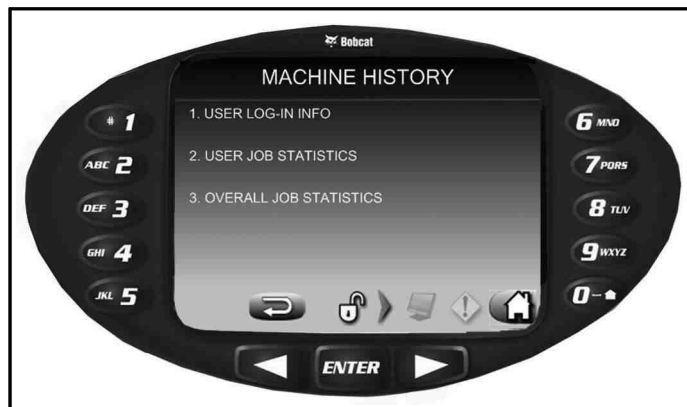 Bobcat
MACHINE HISTORY
1. USER LOG-IN INFO
2. USER JOB STATISTICS
3. OVERALL JOB STATISTICS
# 1
ABC 2
DEF 3
GHI 4
JKL 5
6 MNO
7 PQRS
8 TUV
9 WXYZ
0 –
ENTER